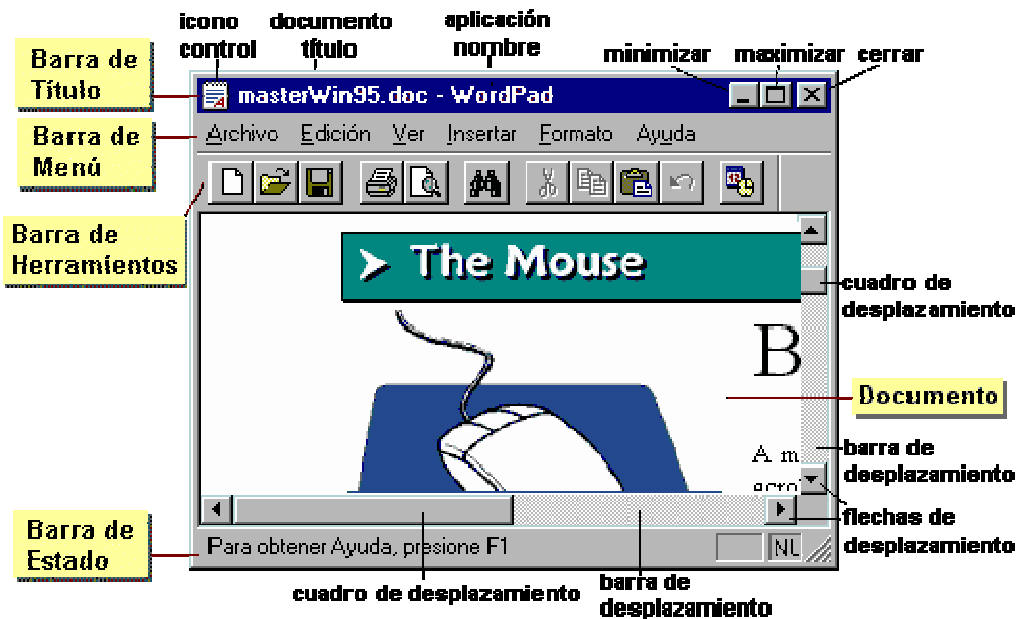 icono documento aplicación
control título nombre
minimizar maximizar cerrar
Barra de
Título
masterWin95.doc - WordPad
Barra de
Menú
Archivo Edición Ver Insertar Formato Ayuda
Barra de
Herramientos
The Mouse
cuadro de
desplazamiento
B
Documento
A m
acro
barra de
desplazamiento
flechas de
desplazamiento
Barra de
Estado
Para obtener Ayuda, presione F1
NU
cuadro de desplazamiento
barra de
desplazamiento